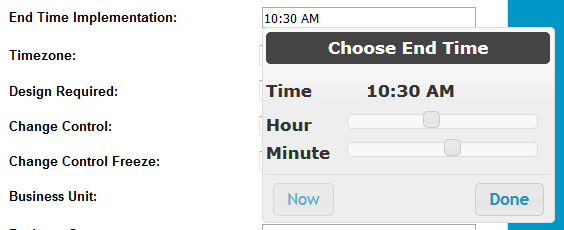 End Time Implementation: 10:30 AM
Choose End Time
Timezone:
Time 10:30 AM
Design Required:
Hour
Change Control:
Minute
Change Control Freeze:
Business Unit:
Now Done